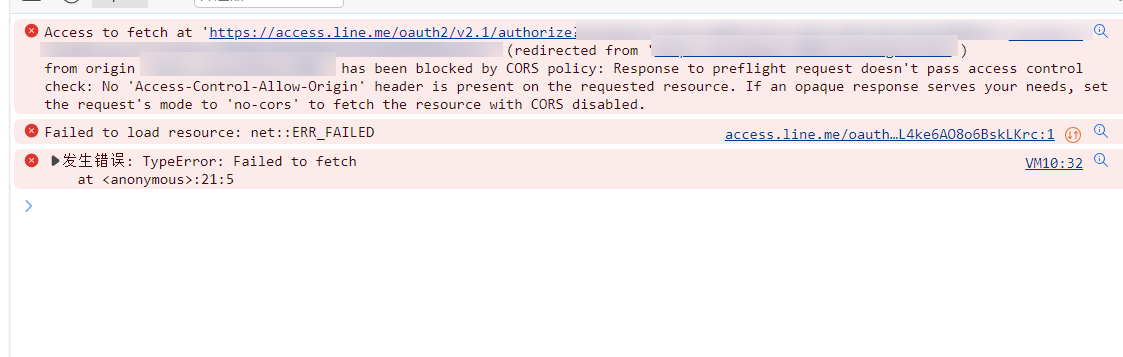 Access to fetch at 'https://access.line.me/oauth2/v2.1/authorize?
(redirected from ' ')
from origin has been blocked by CORS policy: Response to preflight request doesn't pass access control
check: No 'Access-Control-Allow-Origin' header is present on the requested resource. If an opaque response serves your needs, set
the request's mode to 'no-cors' to fetch the resource with CORS disabled.
Failed to load resource: net::ERR_FAILED access.line.me/oauth…L4ke6AO8o6BskLKrc:1
发生错误: TypeError: Failed to fetch VM10:32
at <anonymous>:21:5